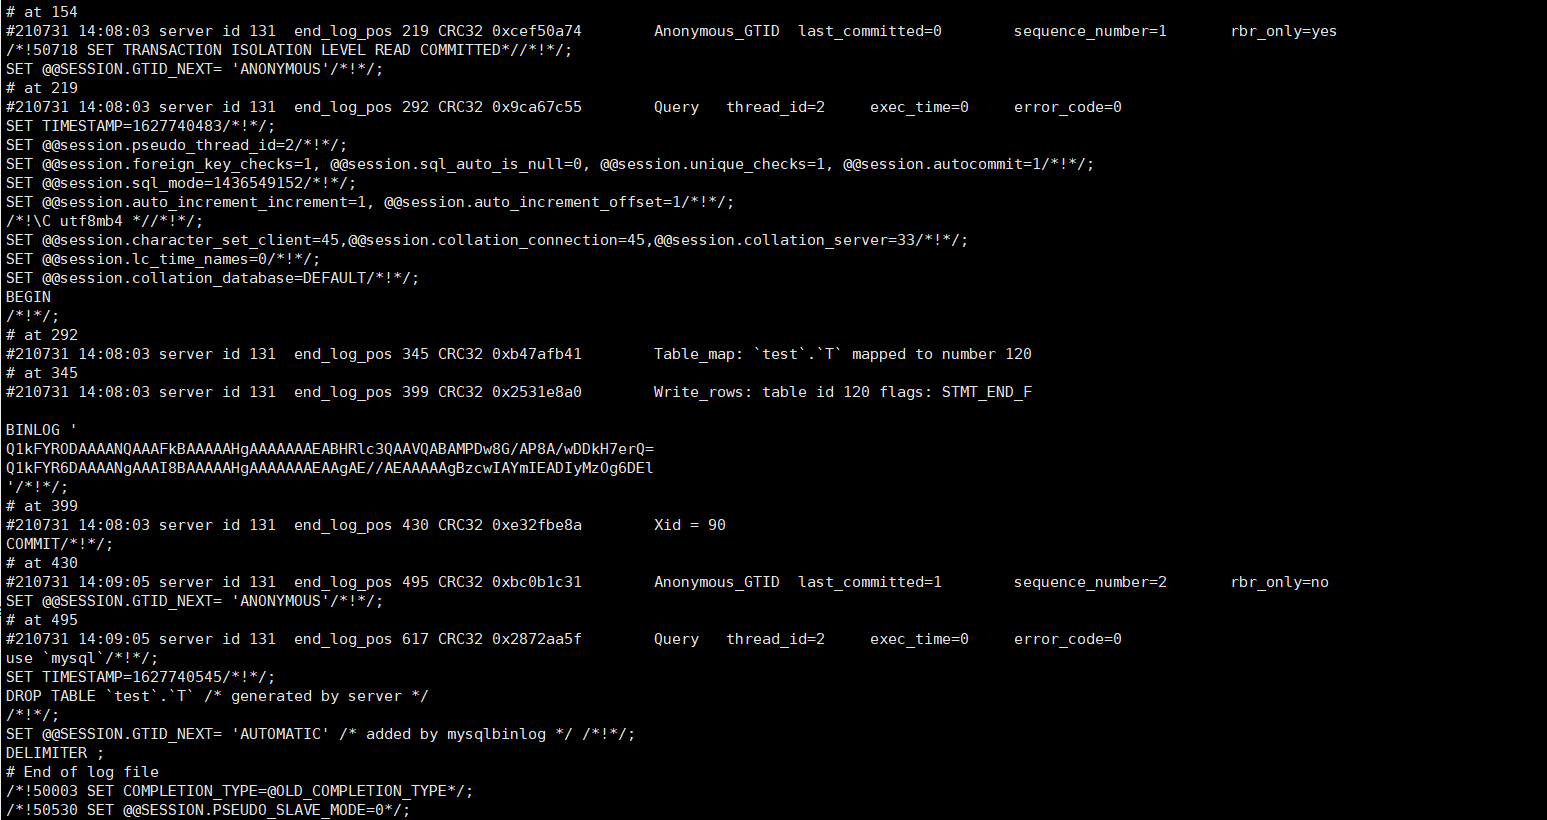 # at 154
#210731 14:08:03 server id 131  end_log_pos 219 CRC32 0xcef50a74        Anonymous_GTID  last_committed=0        sequence_number=1       rbr_only=yes
/*!50718 SET TRANSACTION ISOLATION LEVEL READ COMMITTED*//*!*/;
SET @@SESSION.GTID_NEXT= 'ANONYMOUS'/*!*/;
# at 219
#210731 14:08:03 server id 131  end_log_pos 292 CRC32 0x9ca67c55        Query   thread_id=2     exec_time=0     error_code=0
SET TIMESTAMP=1627740483/*!*/;
SET @@session.pseudo_thread_id=2/*!*/;
SET @@session.foreign_key_checks=1, @@session.sql_auto_is_null=0, @@session.unique_checks=1, @@session.autocommit=1/*!*/;
SET @@session.sql_mode=1436549152/*!*/;
SET @@session.auto_increment_increment=1, @@session.auto_increment_offset=1/*!*/;
/*!\C utf8mb4 *//*!*/;
SET @@session.character_set_client=45,@@session.collation_connection=45,@@session.collation_server=33/*!*/;
SET @@session.lc_time_names=0/*!*/;
SET @@session.collation_database=DEFAULT/*!*/;
BEGIN
/*!*/;
# at 292
#210731 14:08:03 server id 131  end_log_pos 345 CRC32 0xb47afb41        Table_map: `test`.`T` mapped to number 120
# at 345
#210731 14:08:03 server id 131  end_log_pos 399 CRC32 0x2531e8a0        Write_rows: table id 120 flags: STMT_END_F
BINLOG '
Q1kFYRODAAAANQAAAFkBAAAAAHgAAAAAAAEABHRlc3QAAVQABAMPDw8G/AP8A/wDDkH7erQ=
Q1kFYR6DAAAANgAAAI8BAAAAAHgAAAAAAAEAAgAE//AEAAAAAgBzcwIAYmIEADIyMzOg6DEl
'/*!*/;
# at 399
#210731 14:08:03 server id 131  end_log_pos 430 CRC32 0xe32fbe8a        Xid = 90
COMMIT/*!*/;
# at 430
#210731 14:09:05 server id 131  end_log_pos 495 CRC32 0xbc0b1c31        Anonymous_GTID  last_committed=1        sequence_number=2       rbr_only=no
SET @@SESSION.GTID_NEXT= 'ANONYMOUS'/*!*/;
# at 495
#210731 14:09:05 server id 131  end_log_pos 617 CRC32 0x2872aa5f        Query   thread_id=2     exec_time=0     error_code=0
use `mysql`/*!*/;
SET TIMESTAMP=1627740545/*!*/;
DROP TABLE `test`.`T` /* generated by server */
/*!*/;
SET @@SESSION.GTID_NEXT= 'AUTOMATIC' /* added by mysqlbinlog */ /*!*/;
DELIMITER ;
# End of log file
/*!50003 SET COMPLETION_TYPE=@OLD_COMPLETION_TYPE*/;
/*!50530 SET @@SESSION.PSEUDO_SLAVE_MODE=0*/;